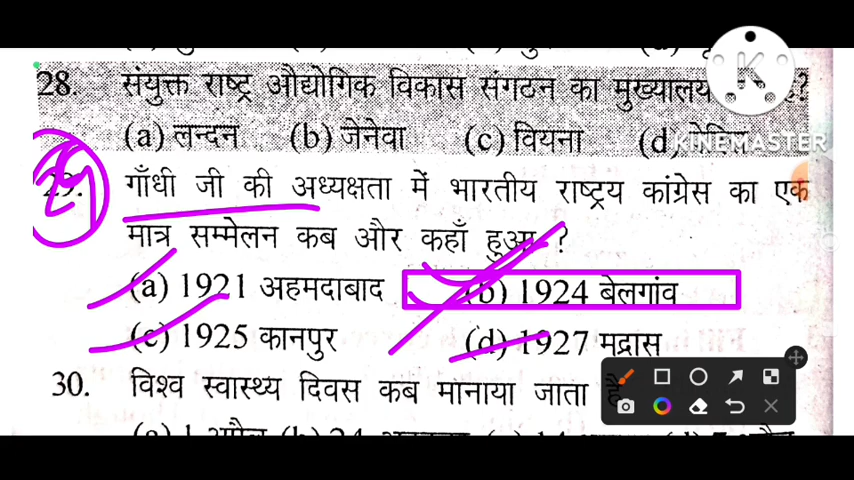 28. संयुक्त राष्ट्र औद्योगिक विकास संगठन का मुख्यालय
(a) लन्दन (b) जेनेवा (c) वियना (d)
29. गाँधी जी की अध्यक्षता में भारतीय राष्ट्रय कांग्रेस का एक
मात्र सम्मेलन कब और कहाँ हुआ ?
(a) 1921 अहमदाबाद (b) 1924 बेलगांव
(c) 1925 कानपुर (d) 1927 मद्रास
30. विश्व स्वास्थ्य दिवस कब मानाया जाता है
K
KINEMASTER